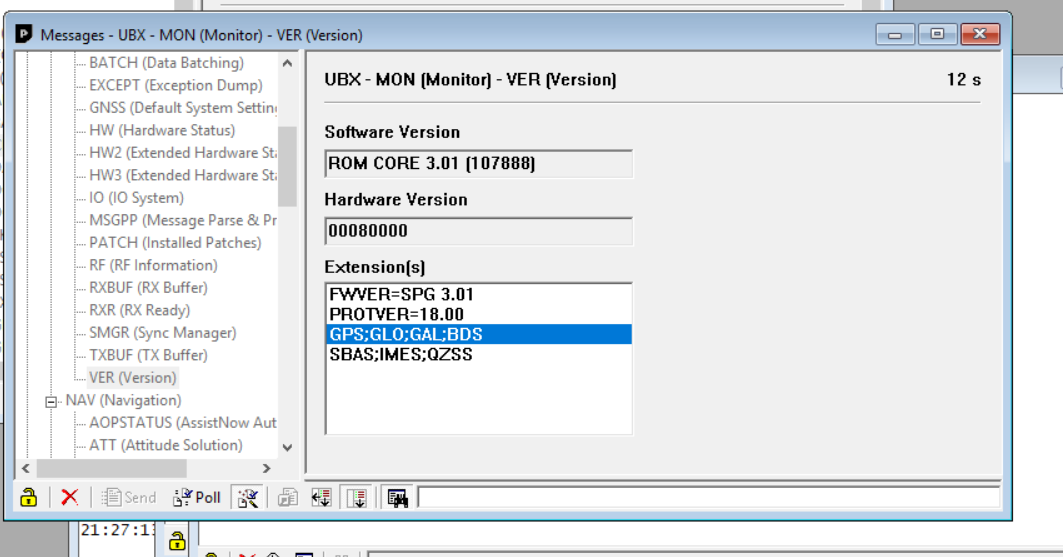 Messages - UBX - MON (Monitor) - VER (Version)
BATCH (Data Batching)
EXCEPT (Exception Dump)
GNSS (Default System Settin
HW (Hardware Status)
HW2 (Extended Hardware Sta
HW3 (Extended Hardware Sta
IO (IO System)
MSGPP (Message Parse & Pr
PATCH (Installed Patches)
RF (RF Information)
RXBUF (RX Buffer)
RXR (RX Ready)
SMGR (Sync Manager)
TXBUF (TX Buffer)
VER (Version)
NAV (Navigation)
AOPSTATUS (AssistNow Aut
ATT (Attitude Solution)
UBX - MON (Monitor) - VER (Version)
12 s
Software Version
ROM CORE 3.01 (107888)
Hardware Version
00080000
Extension(s)
FWVER=SPG 3.01
PROTVER=18.00
GPS;GLO;GAL;BDS
SBAS;IMES;QZSS
Send
Poll
21:27:1